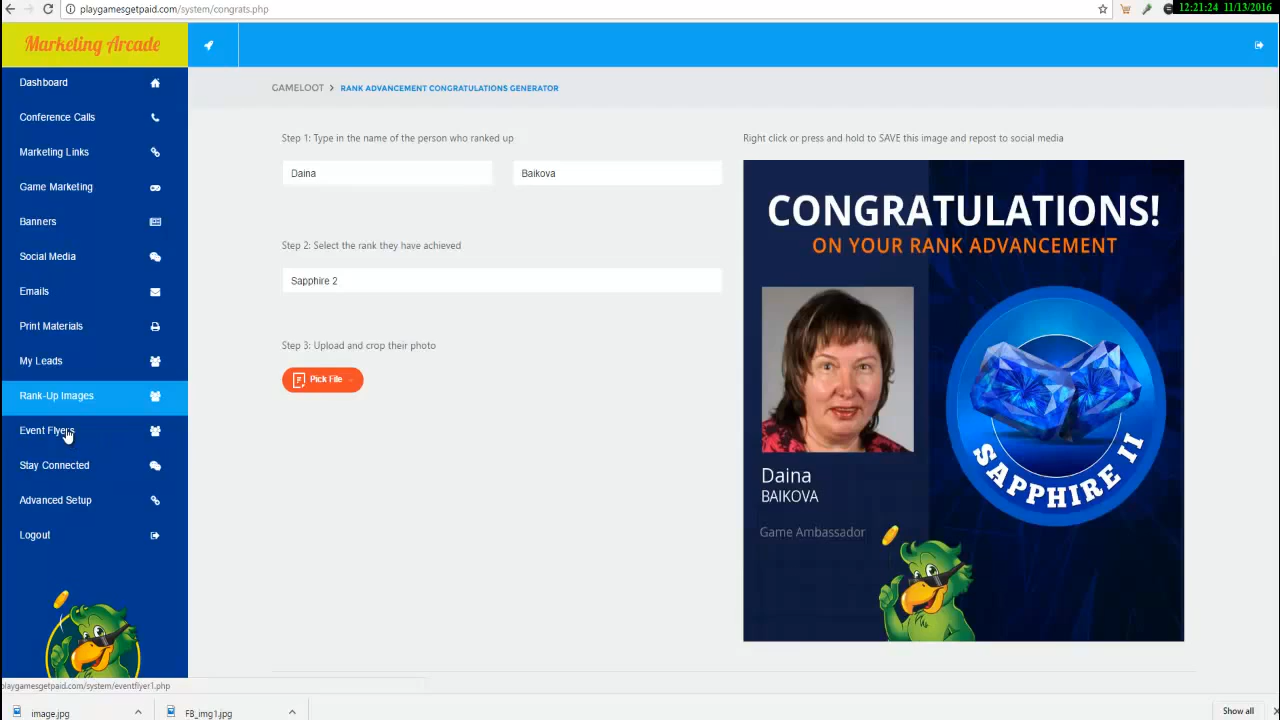 playgamesgetpaid.com/system/congrats.php
12:21:24 11/13/2016
Marketing Arcade
Dashboard
Conference Calls
Marketing Links
Game Marketing
Banners
Social Media
Emails
Print Materials
My Leads
Rank-Up Images
Event Flyers
Stay Connected
Advanced Setup
Logout
GAMELOOT > RANK ADVANCEMENT CONGRATULATIONS GENERATOR
Step 1: Type in the name of the person who ranked up
Daina
Baikova
Step 2: Select the rank they have achieved
Sapphire 2
Step 3: Upload and crop their photo
Pick File
Right click or press and hold to SAVE this image and repost to social media
CONGRATULATIONS!
ON YOUR RANK ADVANCEMENT
SAPPHIRE II
Daina
BAIKOVA
Game Ambassador
playgamesgetpaid.com/system/eventflyer1.php
image.jpg
FB_img1.jpg
Show all